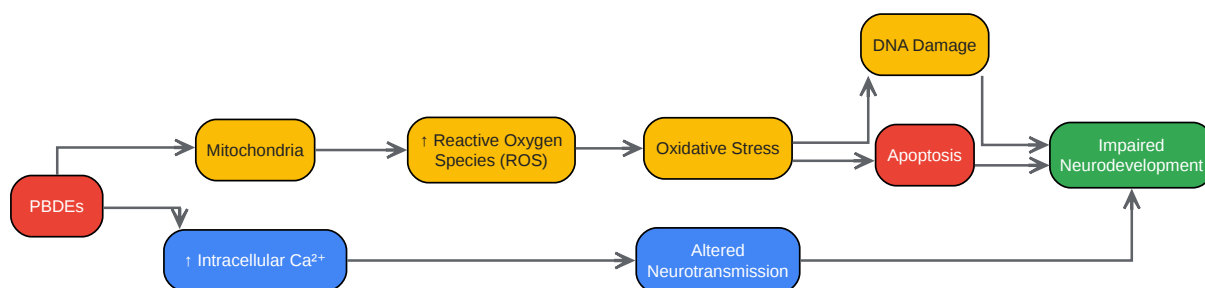 DNA Damage
Mitochondria
↑ Reactive Oxygen
Species (ROS)
Oxidative Stress
Apoptosis
Impaired
Neurodevelopment
PBDEs
↑ Intracellular Ca²⁺
Altered
Neurotransmission